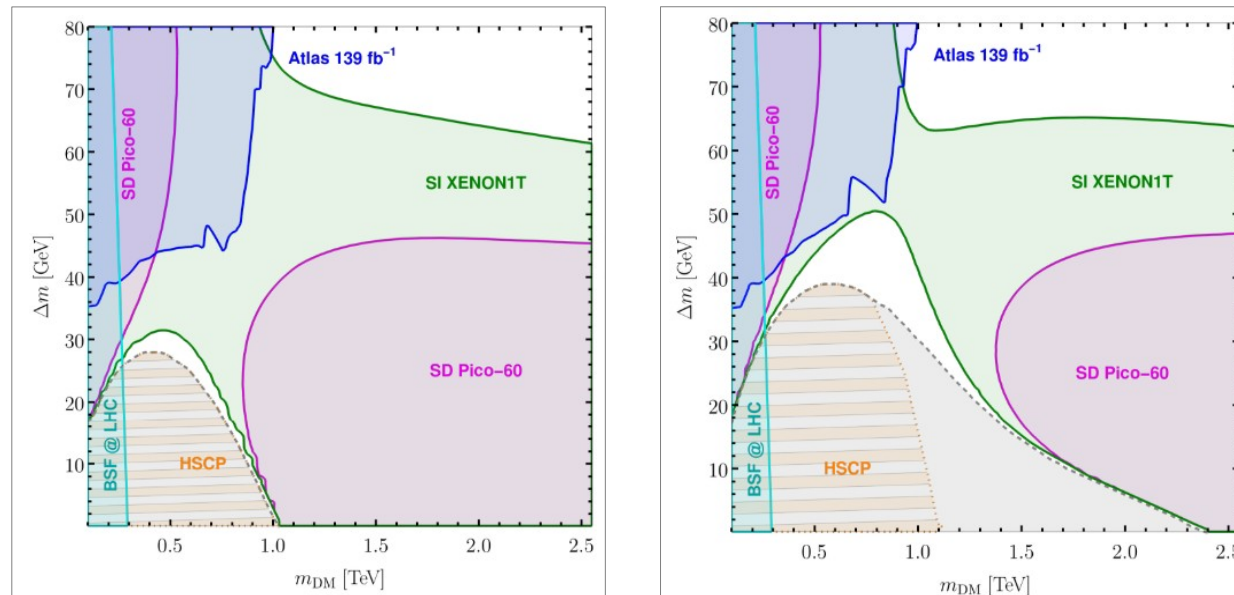 80
70
60
50
40
30
20
10
Δm [GeV]
0.5
1.0
1.5
2.0
2.5
m_DM [TeV]
Atlas 139 fb⁻¹
SD Pico-60
SI XENON1T
SD Pico-60
BSF @ LHC
HSCP
80
70
60
50
40
30
20
10
Δm [GeV]
0.5
1.0
1.5
2.0
2.5
m_DM [TeV]
Atlas 139 fb⁻¹
SD Pico-60
SI XENON1T
SD Pico-60
BSF @ LHC
HSCP